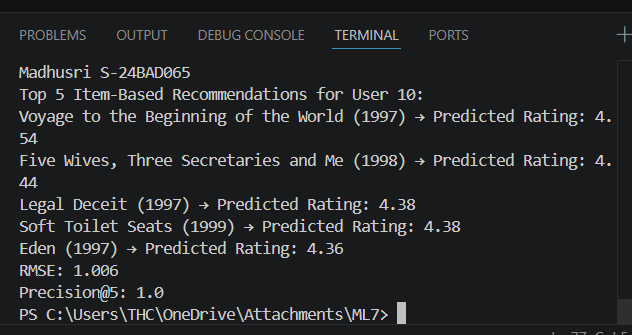 PROBLEMS OUTPUT DEBUG CONSOLE TERMINAL PORTS
Madhusri S-24BAD065
Top 5 Item-Based Recommendations for User 10:
Voyage to the Beginning of the World (1997) → Predicted Rating: 4.
54
Five Wives, Three Secretaries and Me (1998) → Predicted Rating: 4.
44
Legal Deceit (1997) → Predicted Rating: 4.38
Soft Toilet Seats (1999) → Predicted Rating: 4.38
Eden (1997) → Predicted Rating: 4.36
RMSE: 1.006
Precision@5: 1.0
PS C:\Users\THC\OneDrive\Attachments\ML7>